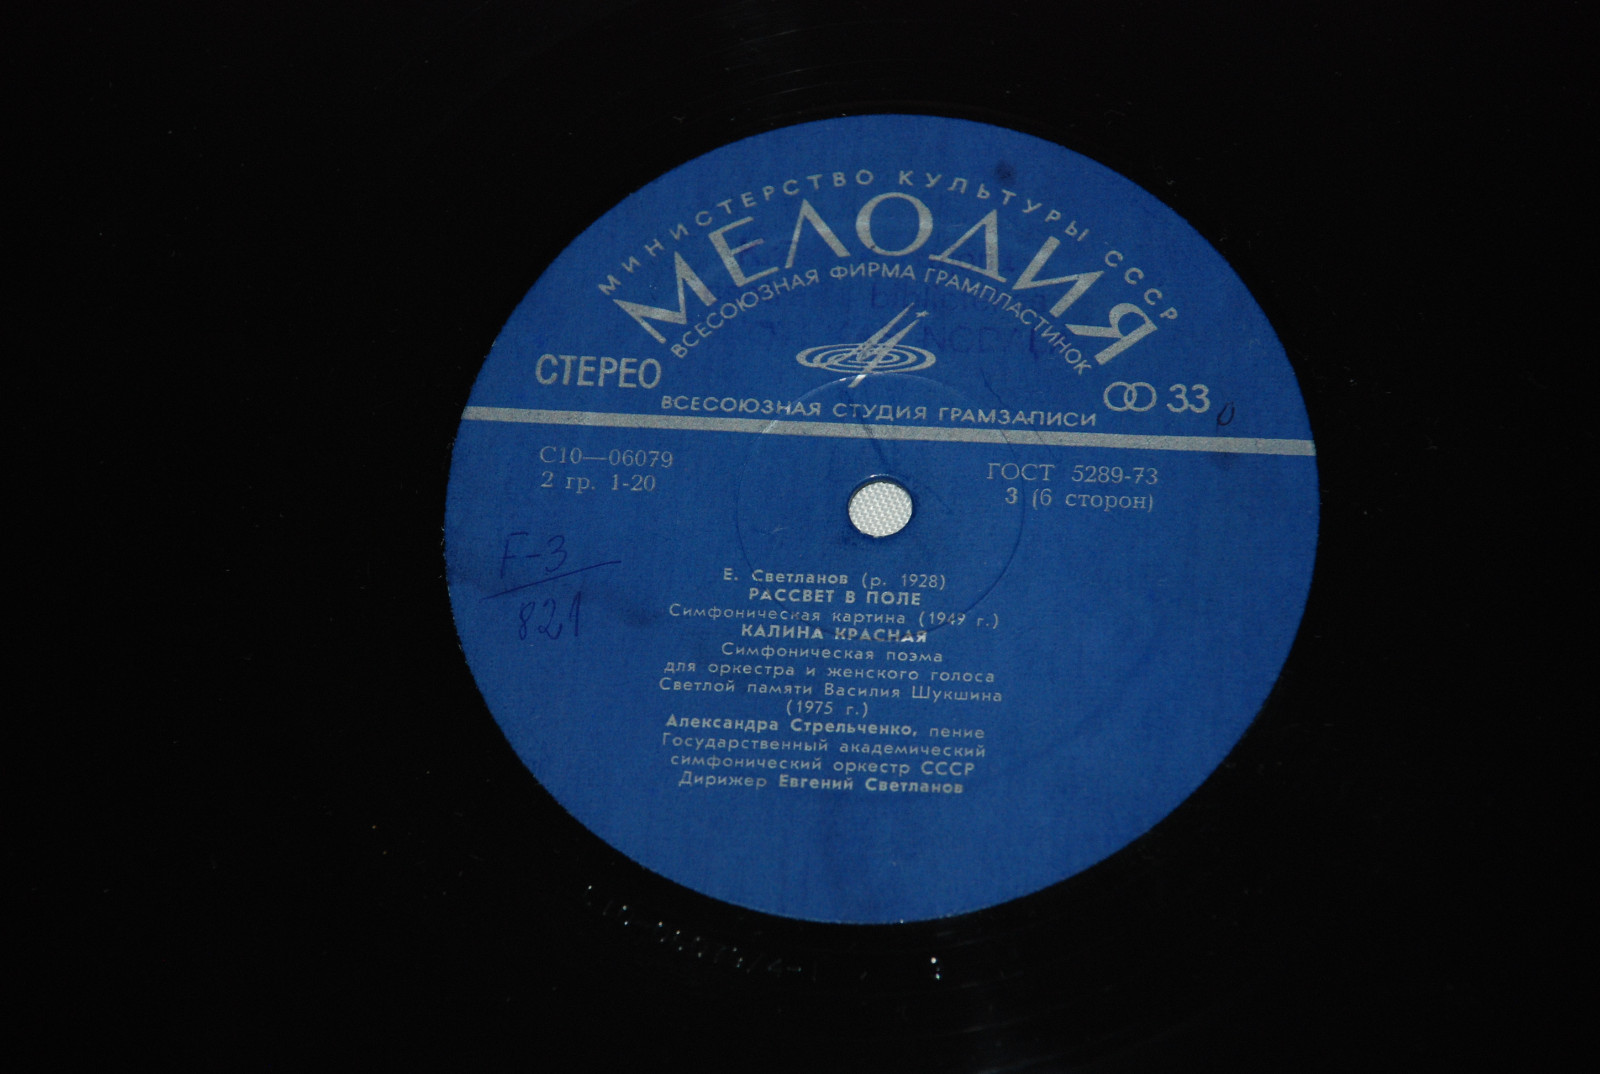 МИНИСТЕРСТВО КУЛЬТУРЫ СССР
МЕЛОДИЯ
ВСЕСОЮЗНАЯ ФИРМА ГРАМПЛАСТИНОК
СТЕРЕО
33
ВСЕСОЮЗНАЯ СТУДИЯ ГРАМЗАПИСИ
С10—06079
2 гр. 1-20
ГОСТ 5289-73
3 (6 сторон)
F-3
821
Е. Светланов (р. 1928)
РАССВЕТ В ПОЛЕ
Симфоническая картина (1949 г.)
КАЛИНА КРАСНАЯ
Симфоническая поэма
для оркестра и женского голоса
Светлой памяти Василия Шукшина
(1975 г.)
Александра Стрельченко, пение
Государственный академический
симфонический оркестр СССР
Дирижер Евгений Светланов